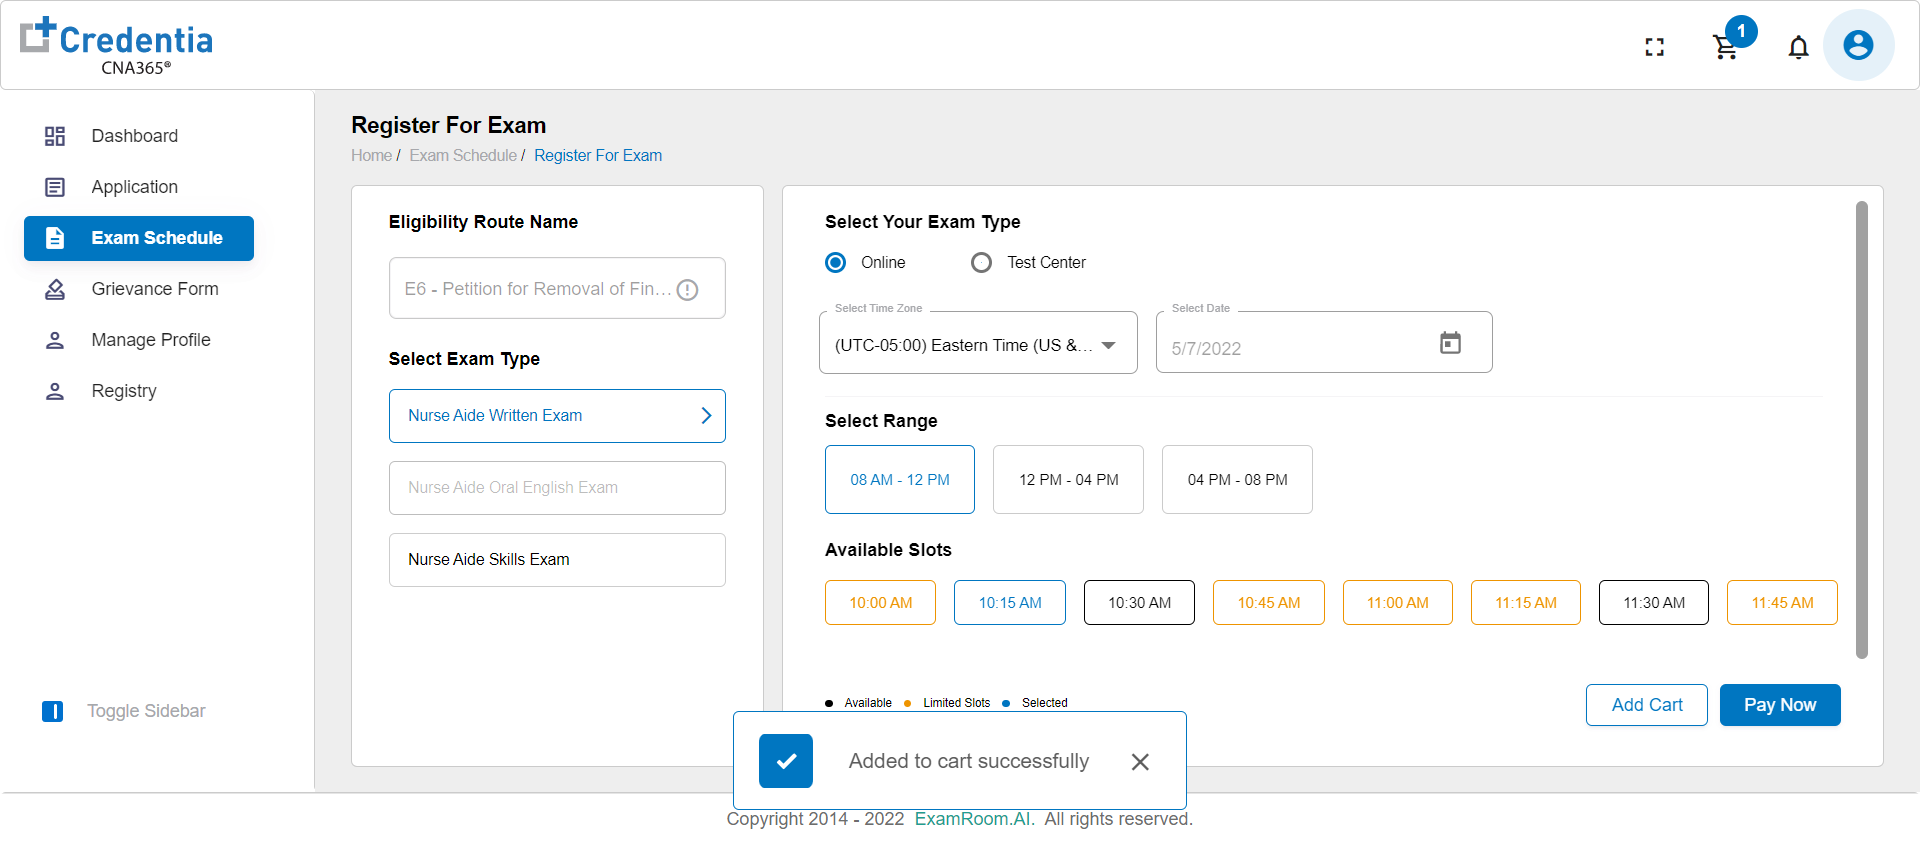 Credentia
CNA365®
1
Dashboard
Application
Exam Schedule
Grievance Form
Manage Profile
Registry
Toggle Sidebar
Register For Exam
Home / Exam Schedule / Register For Exam
Eligibility Route Name
E6 - Petition for Removal of Fin...
Select Exam Type
Nurse Aide Written Exam
Nurse Aide Oral English Exam
Nurse Aide Skills Exam
Select Your Exam Type
Online
Test Center
Select Time Zone
(UTC-05:00) Eastern Time (US &...
Select Date
5/7/2022
Select Range
08 AM - 12 PM
12 PM - 04 PM
04 PM - 08 PM
Available Slots
10:00 AM
10:15 AM
10:30 AM
10:45 AM
11:00 AM
11:15 AM
11:30 AM
11:45 AM
Available
Limited Slots
Selected
Add Cart
Pay Now
Added to cart successfully
Copyright 2014 - 2022 ExamRoom.AI. All rights reserved.